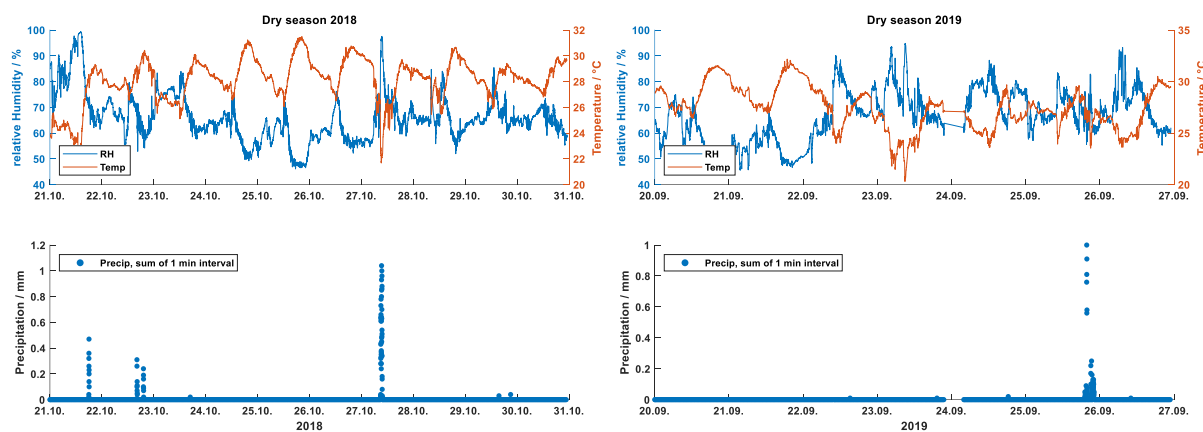 Dry season 2018
relative Humidity / %
100
90
80
70
60
50
40
32
30
28
26
24
22
20
Temperature / °C
RH
Temp
21.10. 22.10. 23.10. 24.10. 25.10. 26.10. 27.10. 28.10. 29.10. 30.10. 31.10.
Dry season 2019
relative Humidity / %
100
90
80
70
60
50
40
35
30
25
20
Temperature / °C
RH
Temp
20.09. 21.09. 22.09. 23.09. 24.09. 25.09. 26.09. 27.09.
Precipitation / mm
1.2
1
0.8
0.6
0.4
0.2
0
Precip, sum of 1 min interval
21.10. 22.10. 23.10. 24.10. 25.10. 26.10. 27.10. 28.10. 29.10. 30.10. 31.10.
2018
Precipitation / mm
1
0.8
0.6
0.4
0.2
0
Precip, sum of 1 min interval
20.09. 21.09. 22.09. 23.09. 24.09. 25.09. 26.09. 27.09.
2019